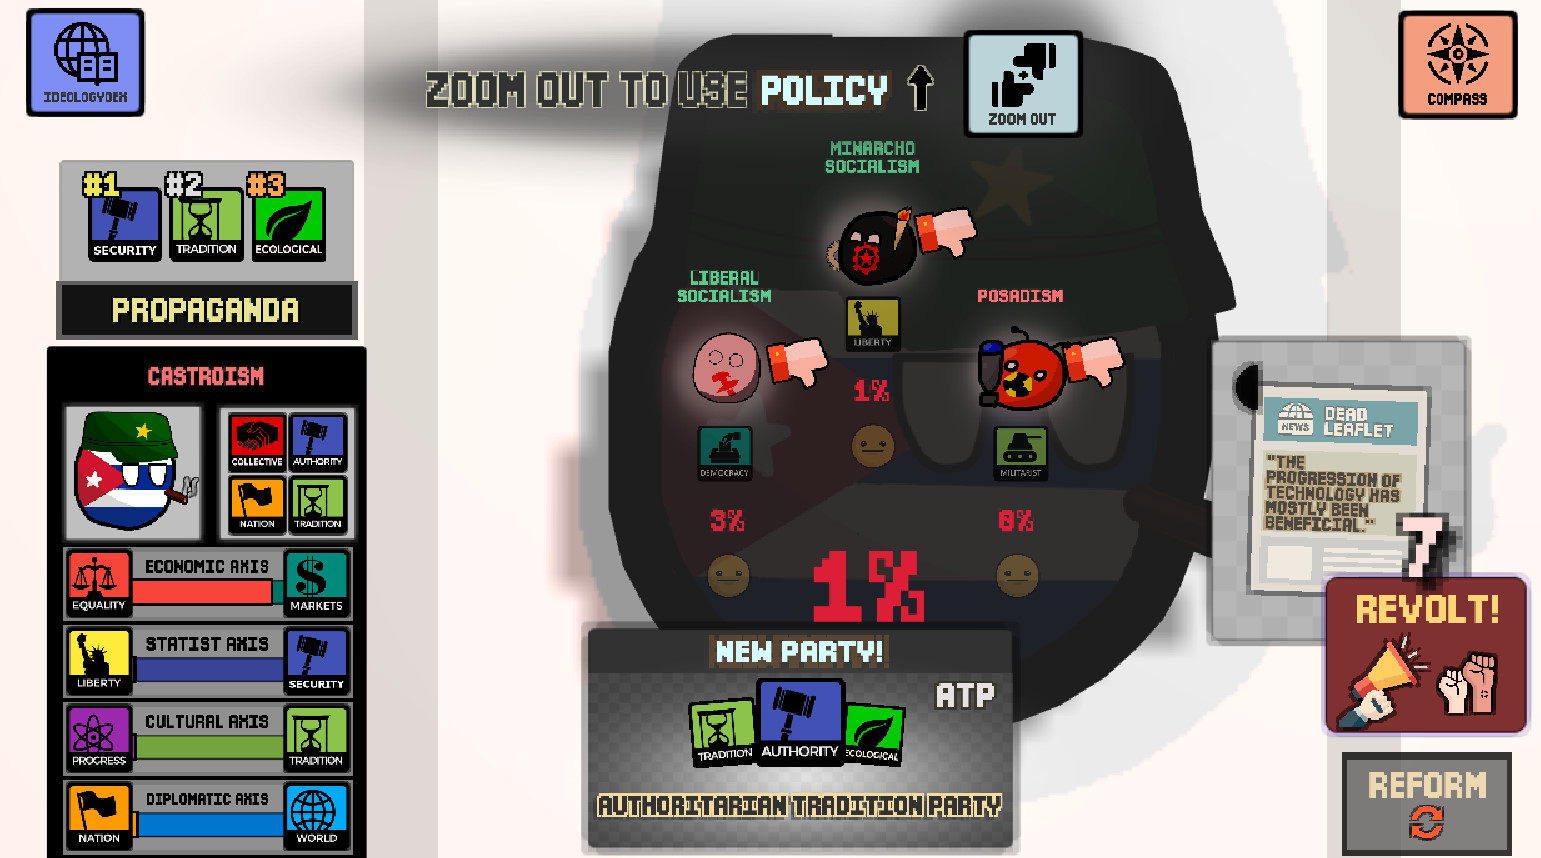 IDEOLOGYDEX
ZOOM OUT TO USE POLICY
ZOOM OUT
COMPASS
#1 #2 #3
SECURITY TRADITION ECOLOGICAL
PROPAGANDA
CASTROISM
COLLECTIVE AUTHORITY
NATION TRADITION
ECONOMIC AXIS
EQUALITY MARKETS
STATIST AXIS
LIBERTY SECURITY
CULTURAL AXIS
PROGRESS TRADITION
DIPLOMATIC AXIS
NATION WORLD
MINARCHO
SOCIALISM
LIBERTY
1%
LIBERAL
SOCIALISM
DEMOCRACY
3%
POSADISM
MILITARIST
0%
1%
NEW PARTY!
ATP
TRADITION AUTHORITY ECOLOGICAL
AUTHORITARIAN TRADITION PARTY
NEWS
DEAD
LEAFLET
"THE
PROGRESSION OF
TECHNOLOGY HAS
MOSTLY BEEN
BENEFICIAL."
7
REVOLT!
REFORM